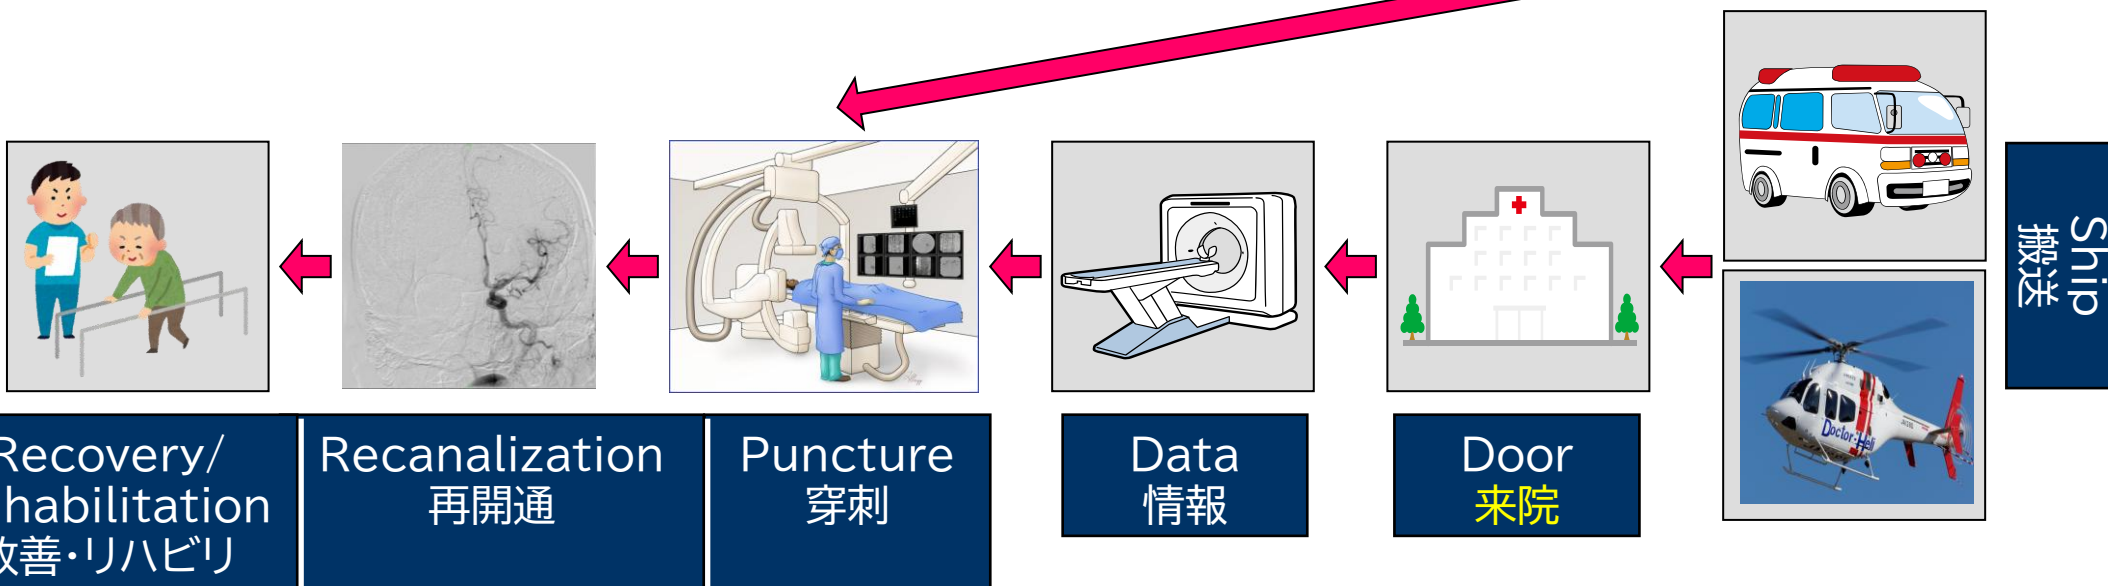 Ship
搬送
Doctor-Heli
Recovery/
habilitation
改善・リハビリ
Recanalization
再開通
Puncture
穿刺
Data
情報
Door
来院